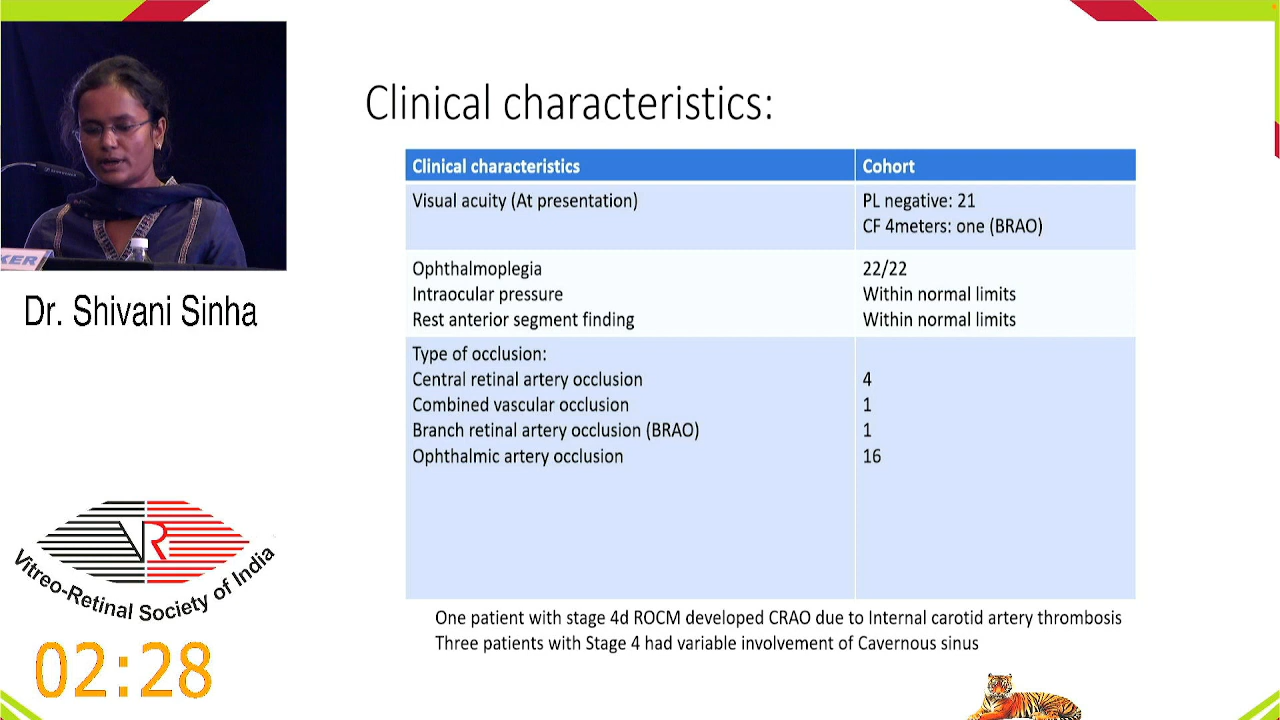 Clinical characteristics:
Clinical characteristics Cohort
Visual acuity (At presentation) PL negative: 21
CF 4meters: one (BRAO)
Ophthalmoplegia 22/22
Intraocular pressure Within normal limits
Rest anterior segment finding Within normal limits
Type of occlusion:
Central retinal artery occlusion 4
Combined vascular occlusion 1
Branch retinal artery occlusion (BRAO) 1
Ophthalmic artery occlusion 16
One patient with stage 4d ROCM developed CRAO due to Internal carotid artery thrombosis
Three patients with Stage 4 had variable involvement of Cavernous sinus
KER
Dr. Shivani Sinha
VR
Vitreo-Retinal Society of India
02:28